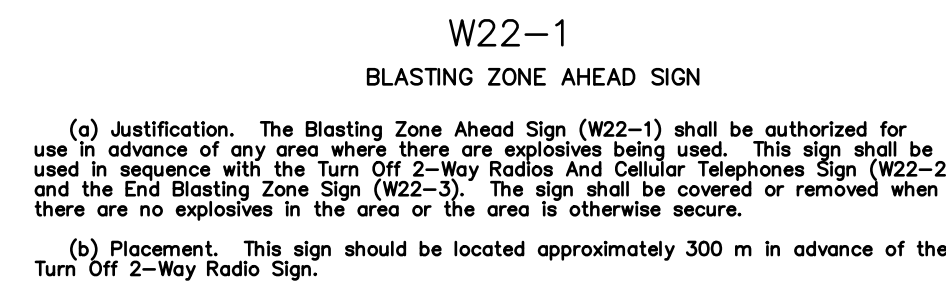 W22-1
BLASTING ZONE AHEAD SIGN
(a) Justification. The Blasting Zone Ahead Sign (W22-1) shall be authorized for
use in advance of any area where there are explosives being used. This sign shall be
used in sequence with the Turn Off 2-Way Radios And Cellular Telephones Sign (W22-2
and the End Blasting Zone Sign (W22-3). The sign shall be covered or removed when
there are no explosives in the area or the area is otherwise secure.
(b) Placement. This sign should be located approximately 300 m in advance of the
Turn Off 2-Way Radio Sign.